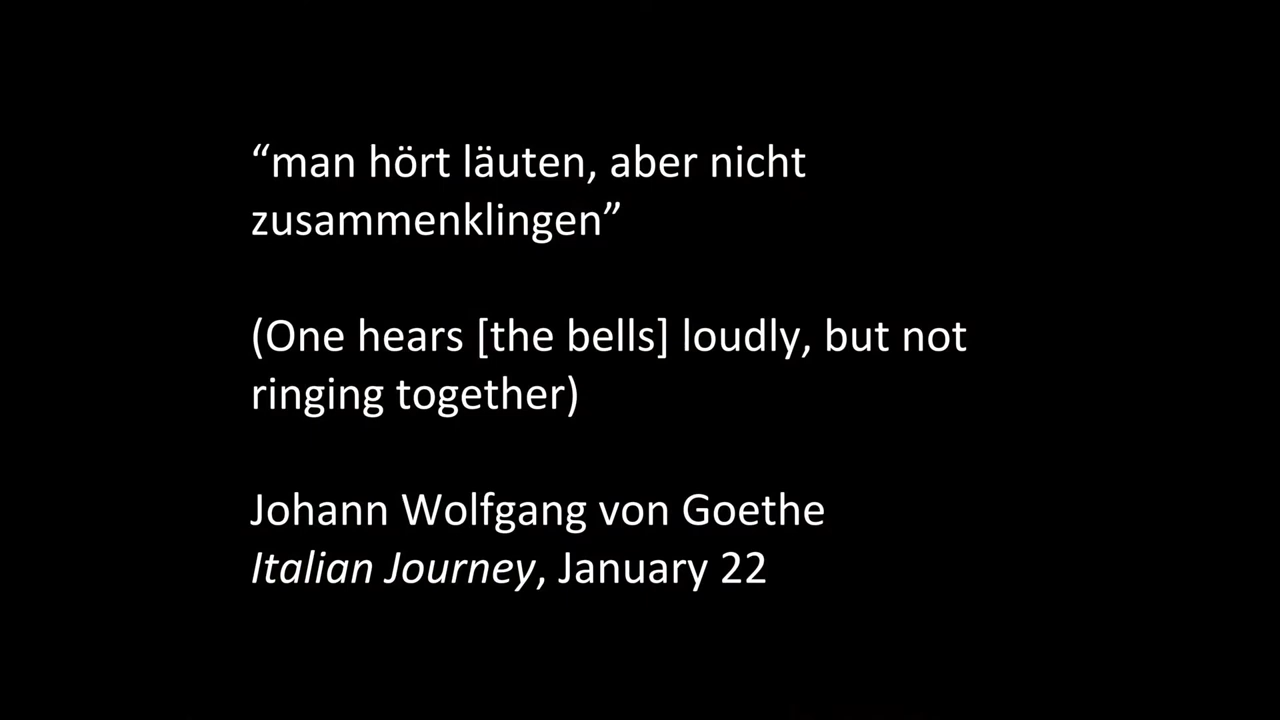 “man hört läuten, aber nicht
zusammenklingen”
(One hears [the bells] loudly, but not
ringing together)
Johann Wolfgang von Goethe
Italian Journey, January 22